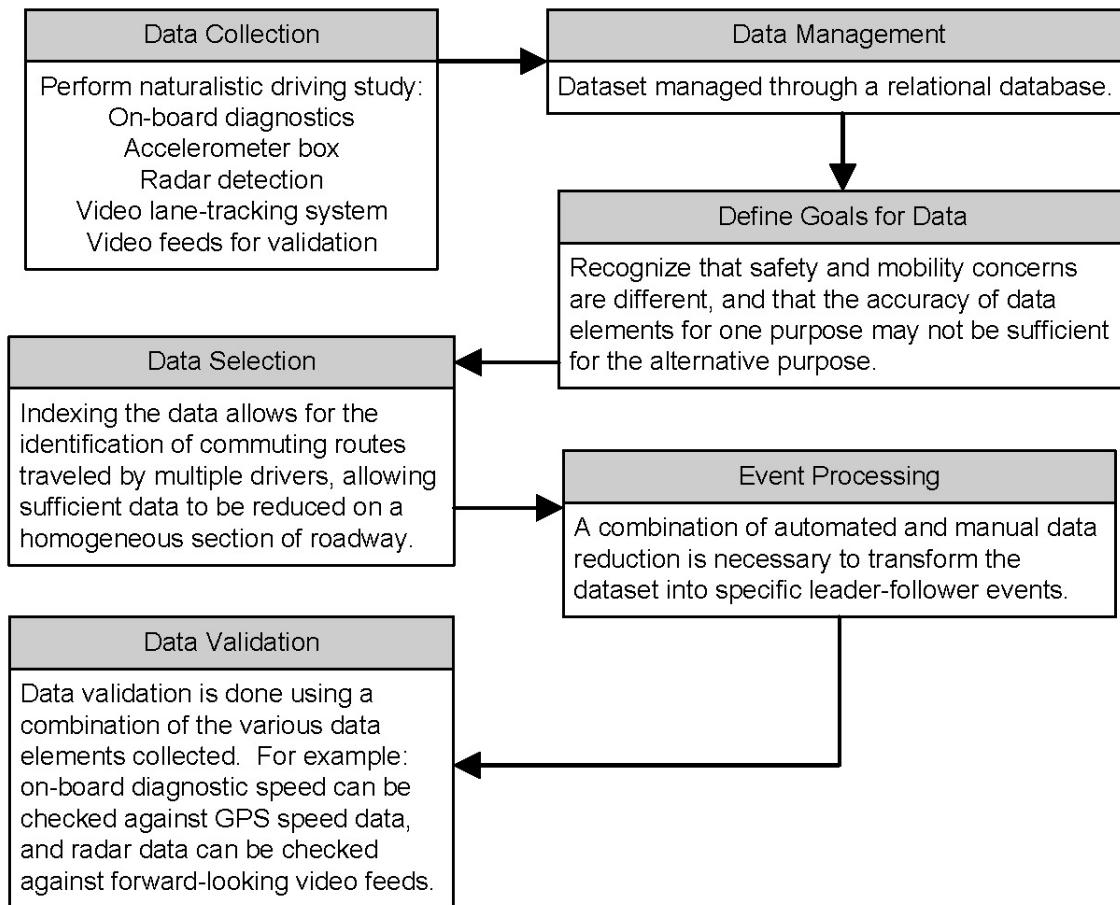 Data Collection
Perform naturalistic driving study:
On-board diagnostics
Accelerometer box
Radar detection
Video lane-tracking system
Video feeds for validation
Data Management
Dataset managed through a relational database.
Define Goals for Data
Recognize that safety and mobility concerns
are different, and that the accuracy of data
elements for one purpose may not be sufficient
for the alternative purpose.
Data Selection
Indexing the data allows for the
identification of commuting routes
traveled by multiple drivers, allowing
sufficient data to be reduced on a
homogeneous section of roadway.
Event Processing
A combination of automated and manual data
reduction is necessary to transform the
dataset into specific leader-follower events.
Data Validation
Data validation is done using a
combination of the various data
elements collected.  For example:
on-board diagnostic speed can be
checked against GPS speed data,
and radar data can be checked
against forward-looking video feeds.